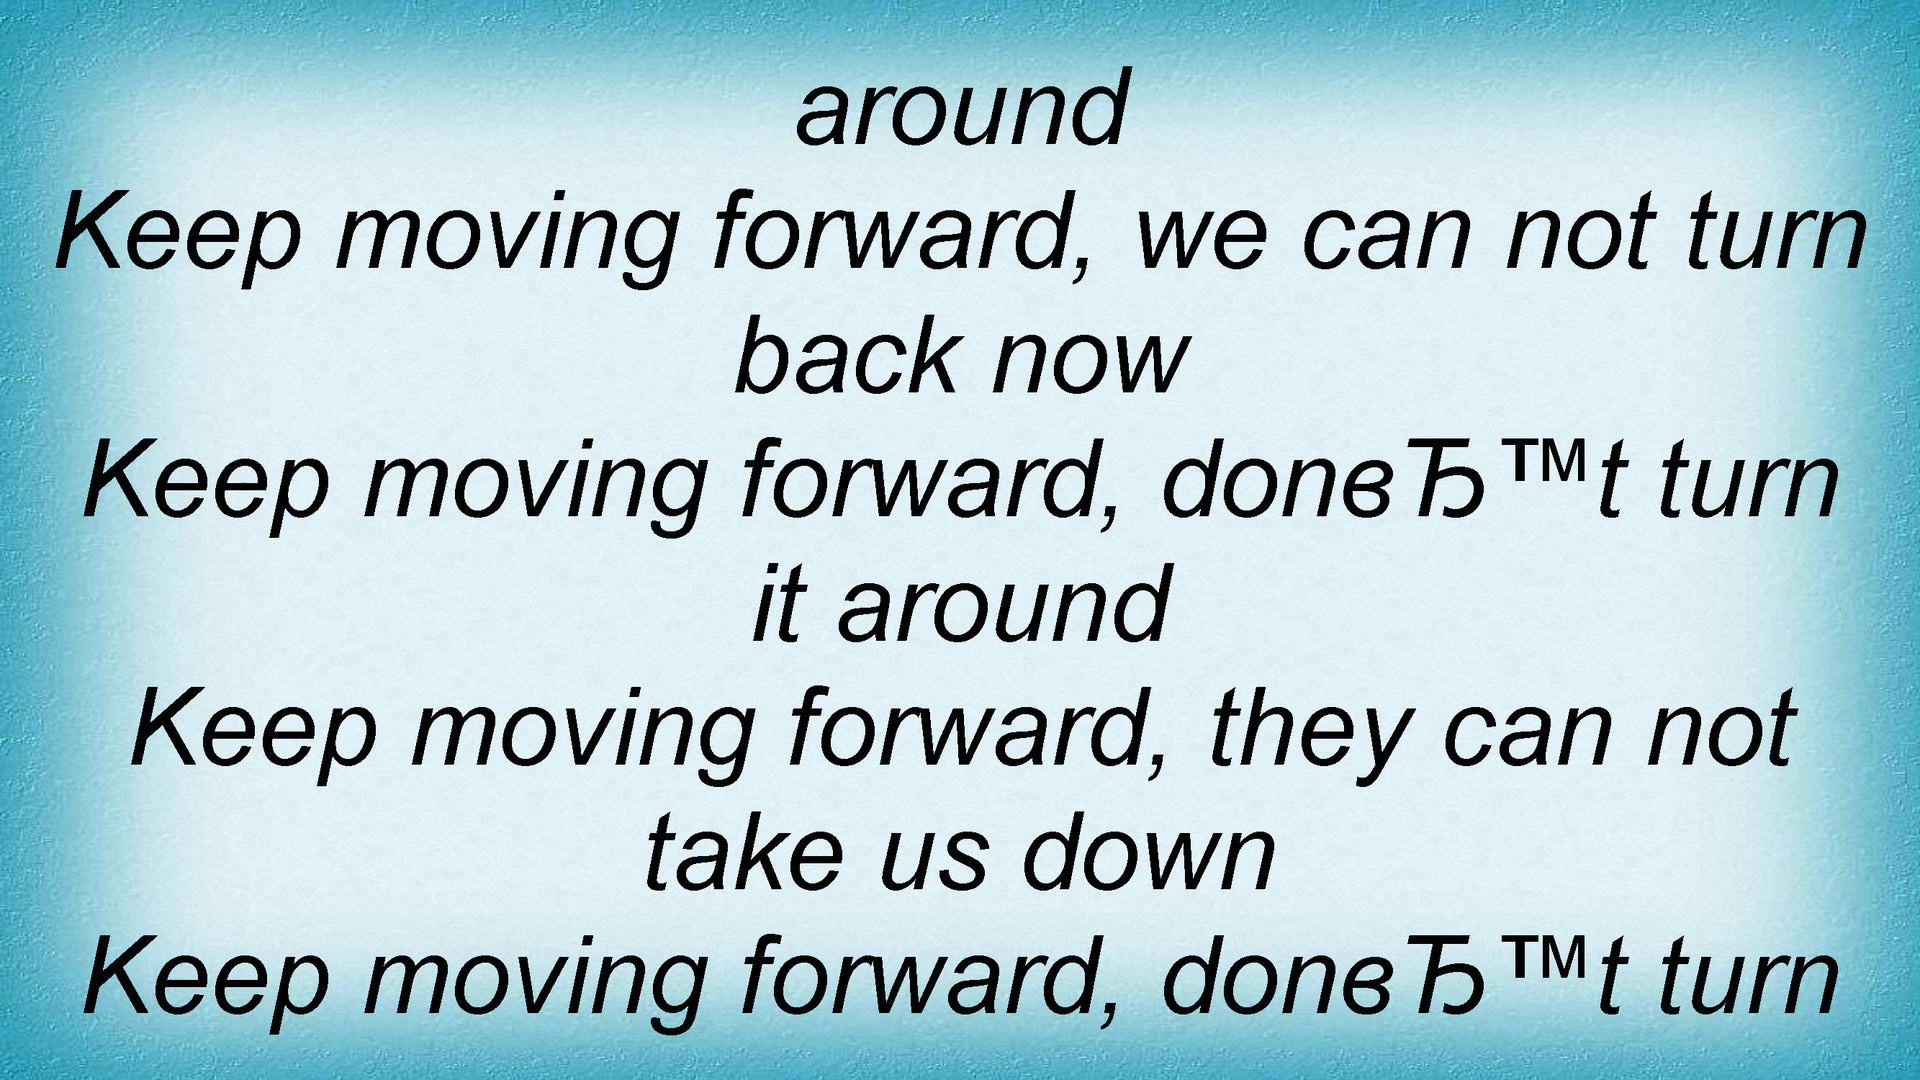 around
Keep moving forward, we can not turn
back now
Keep moving forward, donвЂ™t turn
it around
Keep moving forward, they can not
take us down
Keep moving forward, donвЂ™t turn